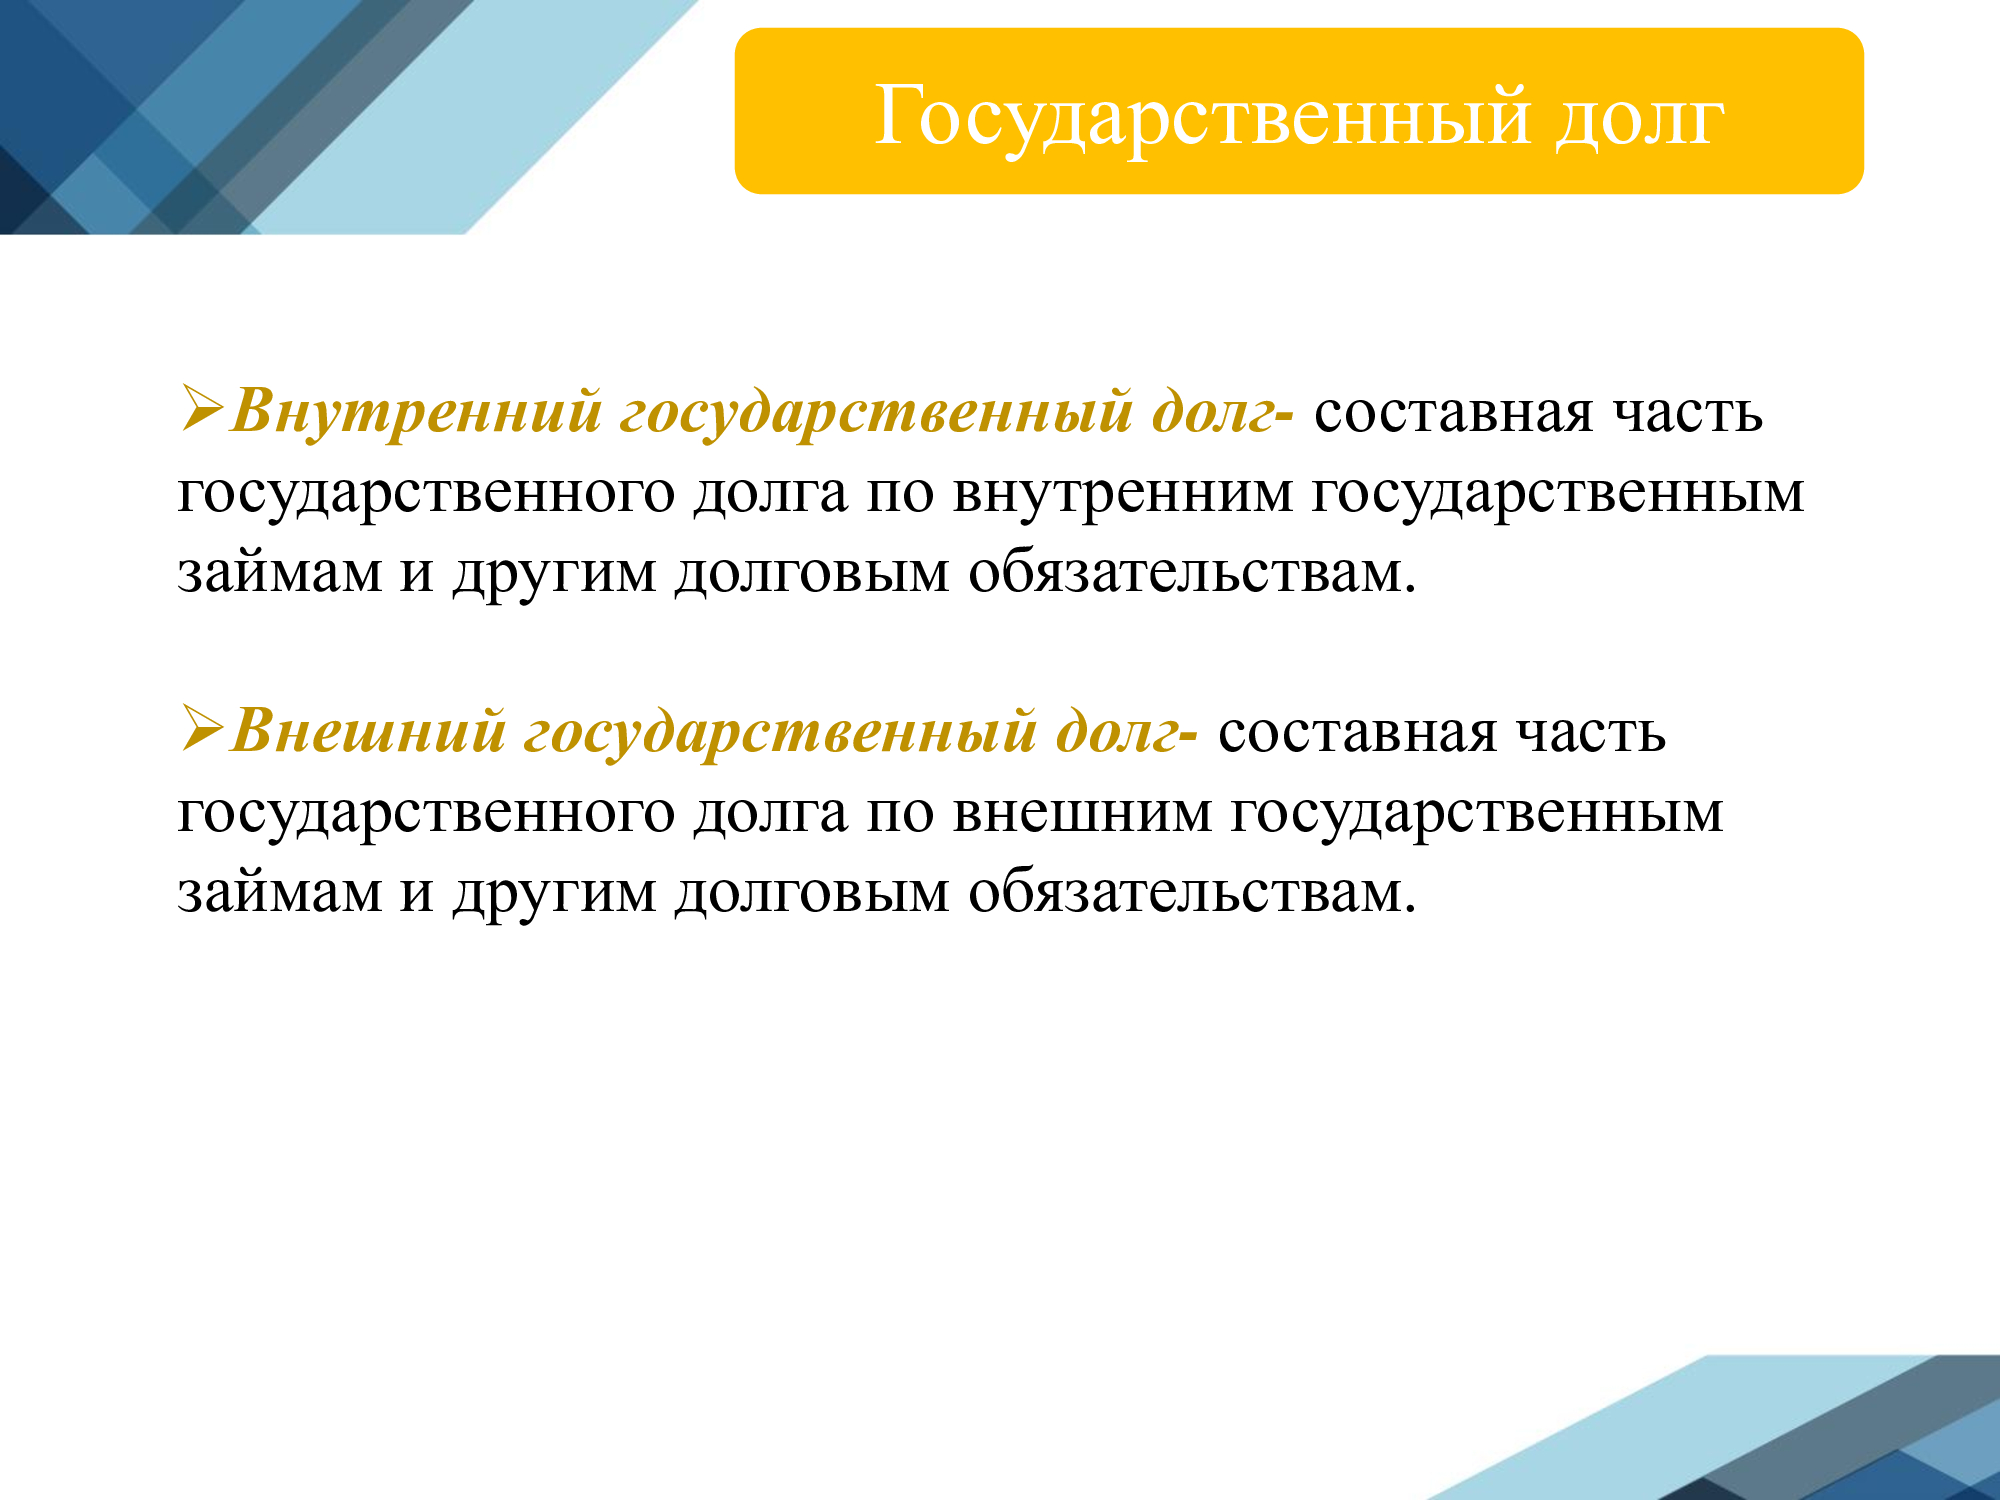 Государственный долг
➢Внутренний государственный долг- составная часть
государственного долга по внутренним государственным
займам и другим долговым обязательствам.
➢Внешний государственный долг- составная часть
государственного долга по внешним государственным
займам и другим долговым обязательствам.